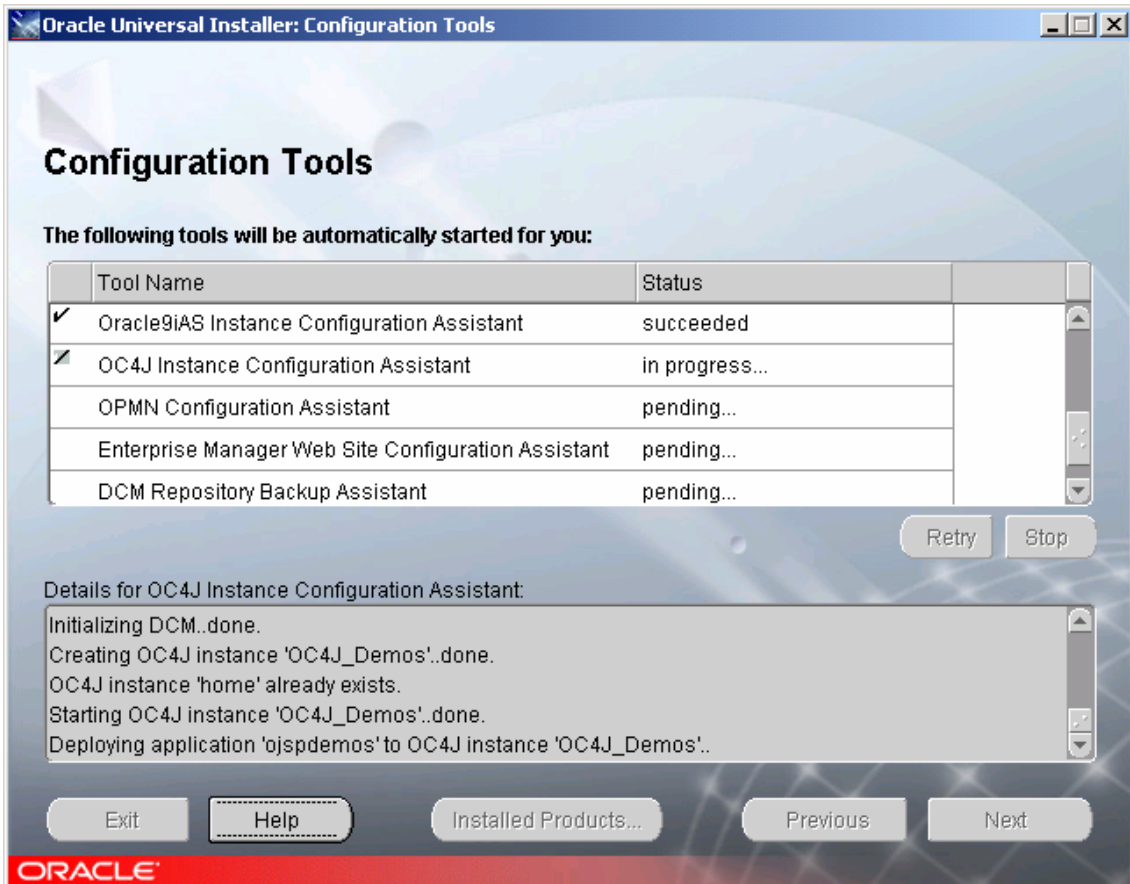 Oracle Universal Installer: Configuration Tools
Configuration Tools
The following tools will be automatically started for you:
Tool Name Status
Oracle9iAS Instance Configuration Assistant succeeded
OC4J Instance Configuration Assistant in progress...
OPMN Configuration Assistant pending...
Enterprise Manager Web Site Configuration Assistant pending...
DCM Repository Backup Assistant pending...
Retry Stop
Details for OC4J Instance Configuration Assistant:
Initializing DCM..done.
Creating OC4J instance 'OC4J_Demos'..done.
OC4J instance 'home' already exists.
Starting OC4J instance 'OC4J_Demos'..done.
Deploying application 'ojspdemos' to OC4J instance 'OC4J_Demos'..
Exit Help Installed Products... Previous Next
ORACLE